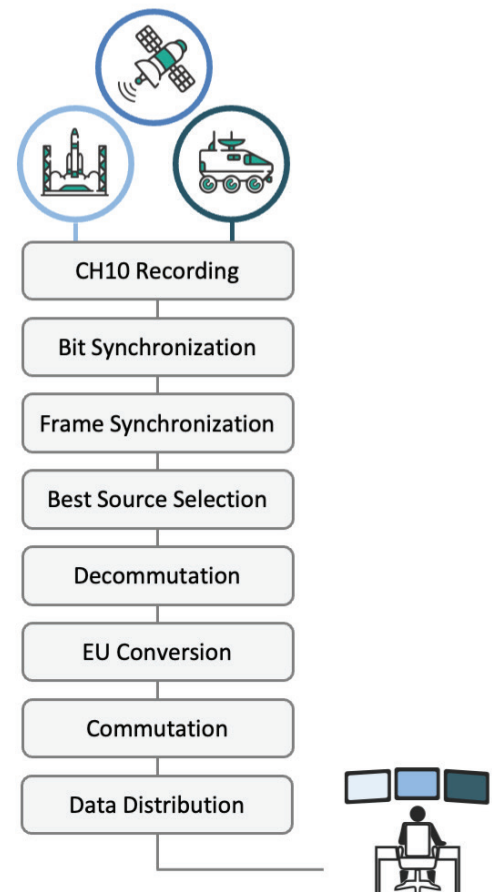 CH10 Recording
Bit Synchronization
Frame Synchronization
Best Source Selection
Decommutation
EU Conversion
Commutation
Data Distribution